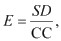 E = SD/CC,